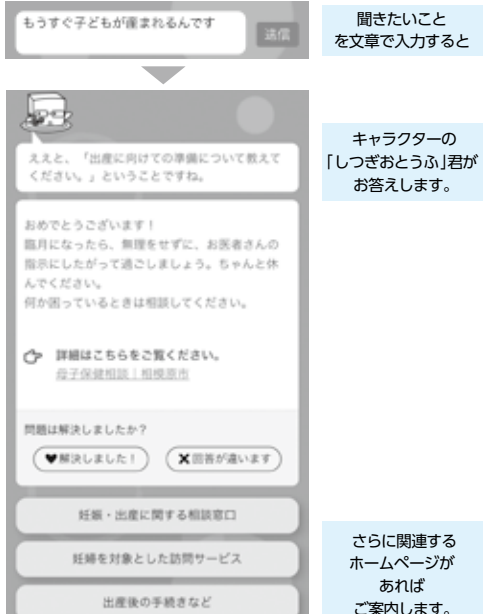 もうすぐ子どもが産まれるんです
送信
聞きたいこと
を文章で入力すると
ええと、「出産に向けての準備について教えて
ください。」ということですね。
キャラクターの
「しつぎおとうふ」君が
お答えします。
おめでとうございます！
臨月になったら、無理をせずに、お医者さんの
指示にしたがって過ごしましょう。ちゃんと休
んでください。
何か困っているときは相談してください。
詳細はこちらをご覧ください。
母子保健相談｜相模原市
問題は解決しましたか？
♥解決しました！
✖回答が違います
妊娠・出産に関する相談窓口
妊婦を対象とした訪問サービス
出産後の手続きなど
さらに関連する
ホームページが
あれば
ご案内します。